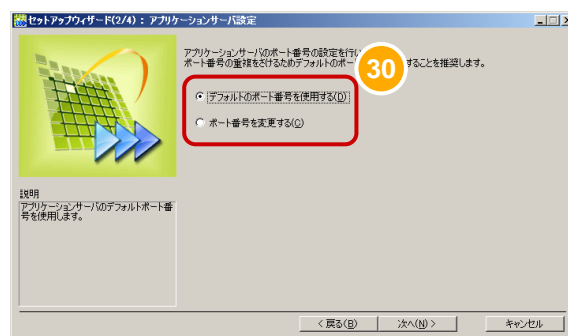 セットアップウィザード(2/4) : アプリケーションサーバ設定
アプリケーションサーバのポート番号の設定を行い
ポート番号の重複をさけるためデフォルトのポー
することを推奨します。
30
デフォルトのポート番号を使用する(D)
ポート番号を変更する(C)
説明
アプリケーションサーバのデフォルトポート番
号を使用します。
< 戻る(B)
次へ(N) >
キャンセル